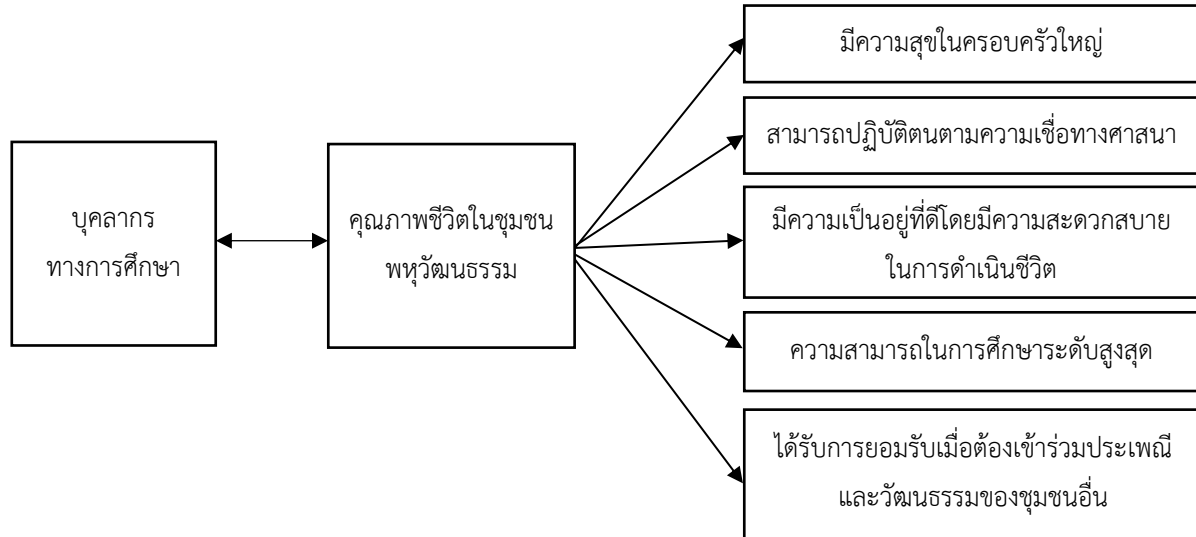 บุคลากร
ทางการศึกษา
คุณภาพชีวิตในชุมชน
พหุวัฒนธรรม
มีความสุขในครอบครัวใหญ่
สามารถปฏิบัติตนตามความเชื่อทางศาสนา
มีความเป็นอยู่ที่ดีโดยมีความสะดวกสบาย
ในการดำเนินชีวิต
ความสามารถในการศึกษาระดับสูงสุด
ได้รับการยอมรับเมื่อต้องเข้าร่วมประเพณี
และวัฒนธรรมของชุมชนอื่น